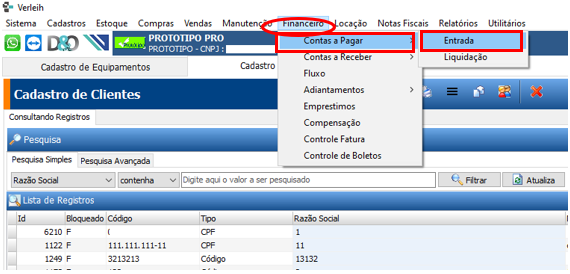 Verleih
Sistema Cadastros Estoque Compras Vendas Manutenção Financeiro Locação Notas Fiscais Relatórios Utilitários
D&D PROTOTIPO PROTOTIPO PRO
PROTOTIPO - CNPJ :
Contas a Pagar
Contas a Receber
Fluxo
Adiantamentos
Emprestimos
Compensação
Controle Fatura
Controle de Boletos
Entrada
Liquidação
Cadastro de Equipamentos Cadastro
Cadastro de Clientes
Consultando Registros
Pesquisa
Pesquisa Simples Pesquisa Avançada
Razão Social contenha Digite aqui o valor a ser pesquisado Filtrar Atualiza
Lista de Registros
Id Bloqueado Código Tipo Razão Social
6210 F CPF 1
1122 F 111.111.111-11 CPF 11
1249 F 3213213 Código 13132